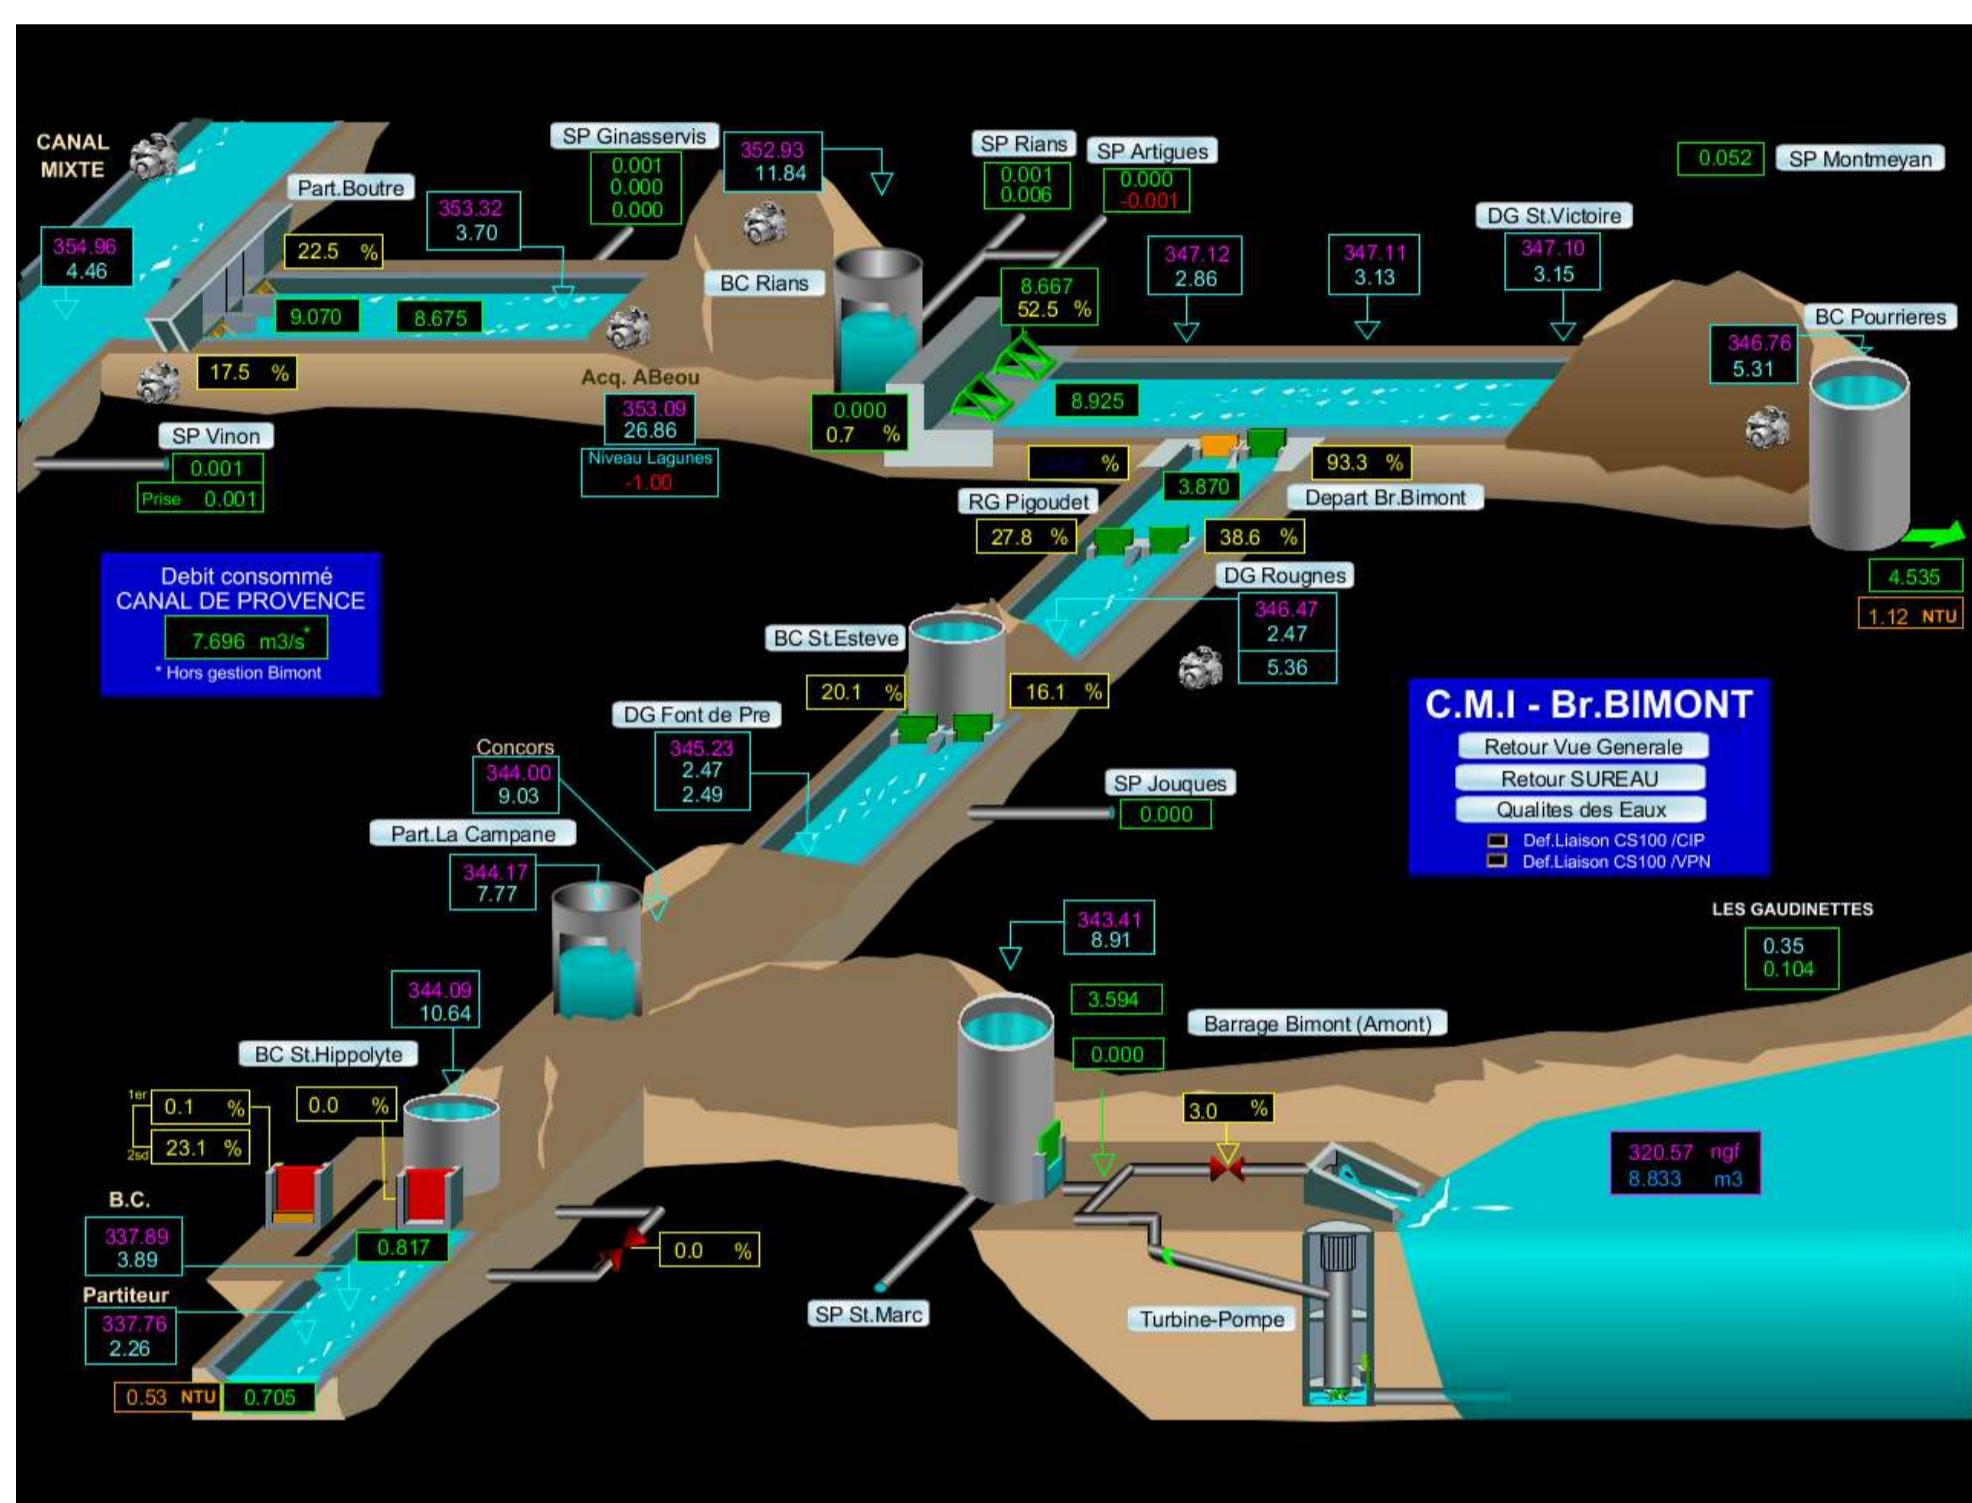 CANAL
MIXTE
354.96
4.46
Part.Boutre
22.5 %
353.32
3.70
SP Ginasservis
0.001
0.000
0.000
352.93
11.84
BC Rians
9.070
8.675
17.5 %
SP Vinon
0.001
Prise 0.001
Acq. ABeou
353.09
26.86
Niveau Lagunes
-1.00
SP Rians
0.001
0.006
SP Artigues
0.000
-0.001
8.667
52.5 %
0.000
0.7 %
347.12
2.86
347.11
3.13
DG St.Victoire
347.10
3.15
0.052
SP Montmeyan
BC Pourrieres
346.76
5.31
8.925
%
93.3 %
3.870
RG Pigoudet
Depart Br.Bimont
27.8 %
38.6 %
4.535
1.12 NTU
Debit consommé
CANAL DE PROVENCE
7.696 m3/s*
* Hors gestion Bimont
DG Rougnes
346.47
2.47
5.36
BC St.Esteve
20.1 %
16.1 %
DG Font de Pre
345.23
2.47
2.49
C.M.I - Br.BIMONT
Retour Vue Generale
Retour SUREAU
Qualites des Eaux
Def.Liaison CS100 /CIP
Def.Liaison CS100 /VPN
Concors
344.00
9.03
SP Jouques
0.000
Part.La Campane
344.17
7.77
LES GAUDINETTES
0.35
0.104
343.41
8.91
3.594
0.000
Barrage Bimont (Amont)
344.09
10.64
BC St.Hippolyte
1er
0.1 %
0.0 %
2sd
23.1 %
3.0 %
320.57 ngf
8.833 m3
B.C.
337.89
3.89
0.817
0.0 %
Partiteur
337.76
2.26
SP St.Marc
Turbine-Pompe
0.53 NTU
0.705